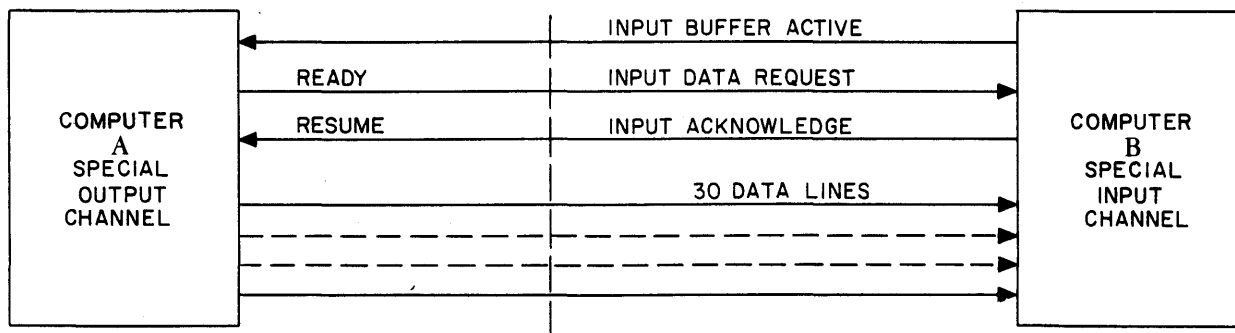 INPUT BUFFER ACTIVE
READY INPUT DATA REQUEST
RESUME INPUT ACKNOWLEDGE
30 DATA LINES
COMPUTER
A
SPECIAL
OUTPUT
CHANNEL
COMPUTER
B
SPECIAL
INPUT
CHANNEL